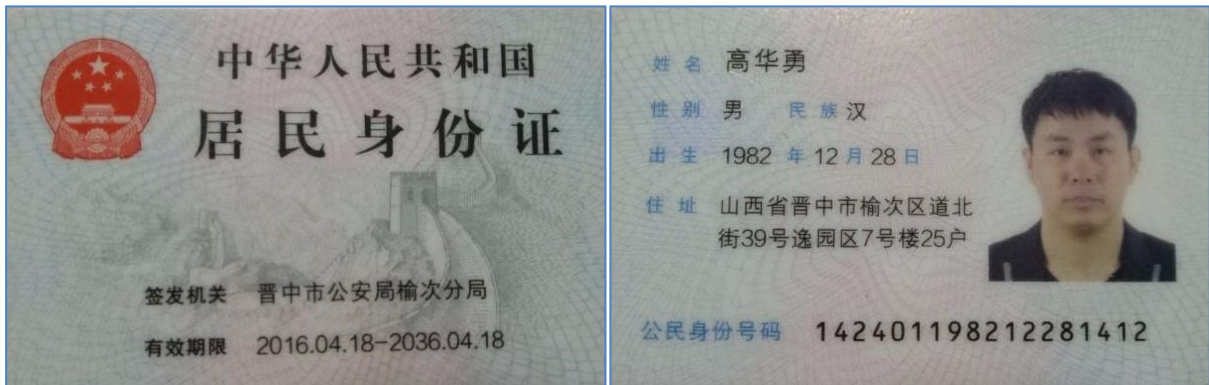 中华人民共和国
居民身份证
签发机关 晋中市公安局榆次分局
有效期限 2016.04.18-2036.04.18
姓名 高华勇
性别 男 民族 汉
出生 1982 年 12 月 28 日
住址 山西省晋中市榆次区道北
街39号逸园区7号楼25户
公民身份号码 142401198212281412